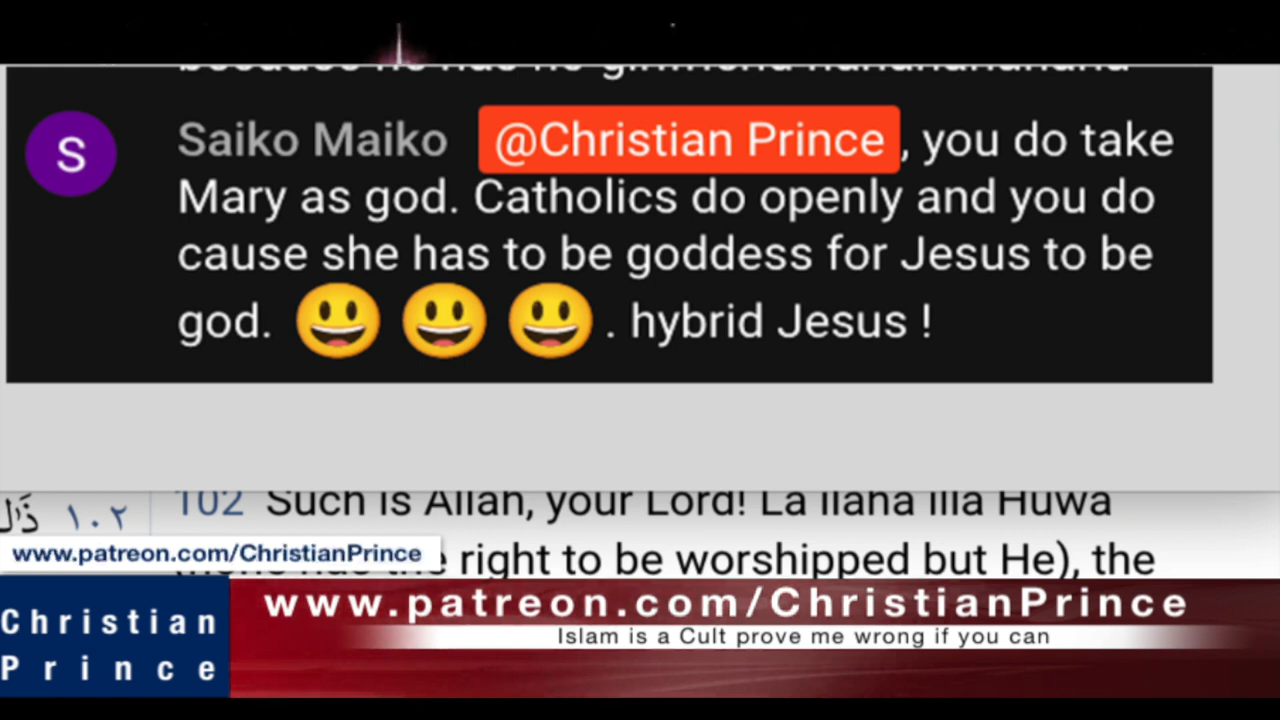 S
Saiko Maiko @Christian Prince, you do take
Mary as god. Catholics do openly and you do
cause she has to be goddess for Jesus to be
god. 😃 😃 😃 . hybrid Jesus !
١٠٢
102 Such is Allah, your Lord! La ilaha illa Huwa
right to be worshipped but He), the
www.patreon.com/ChristianPrince
Christian
Prince
www.patreon.com/ChristianPrince
Islam is a Cult prove me wrong if you can